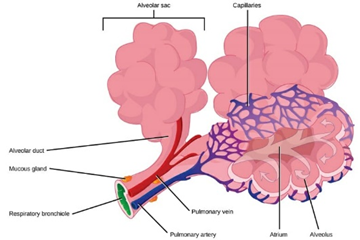 Alveolar sac
Capillaries
Alveolar duct
Mucous gland
Respiratory bronchiole
Pulmonary vein
Pulmonary artery
Atrium
Alveolus